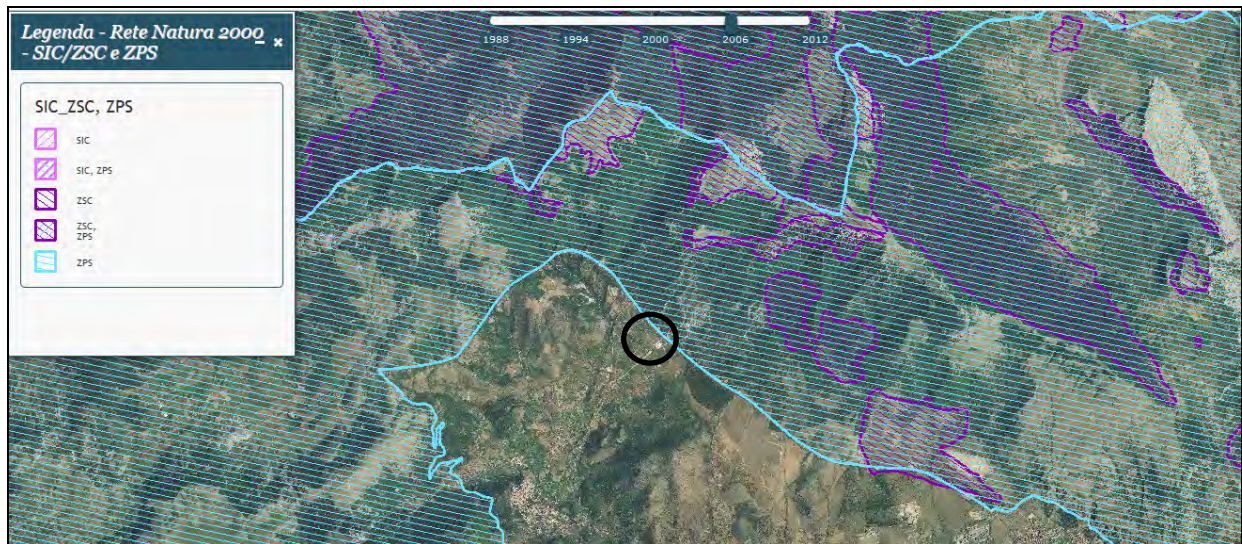 Legenda - Rete Natura 2000
- SIC/ZSC e ZPS
SIC_ZSC, ZPS
SIC
SIC, ZPS
ZSC
ZSC,
ZPS
ZPS
1988 1994 2000 2006 2012